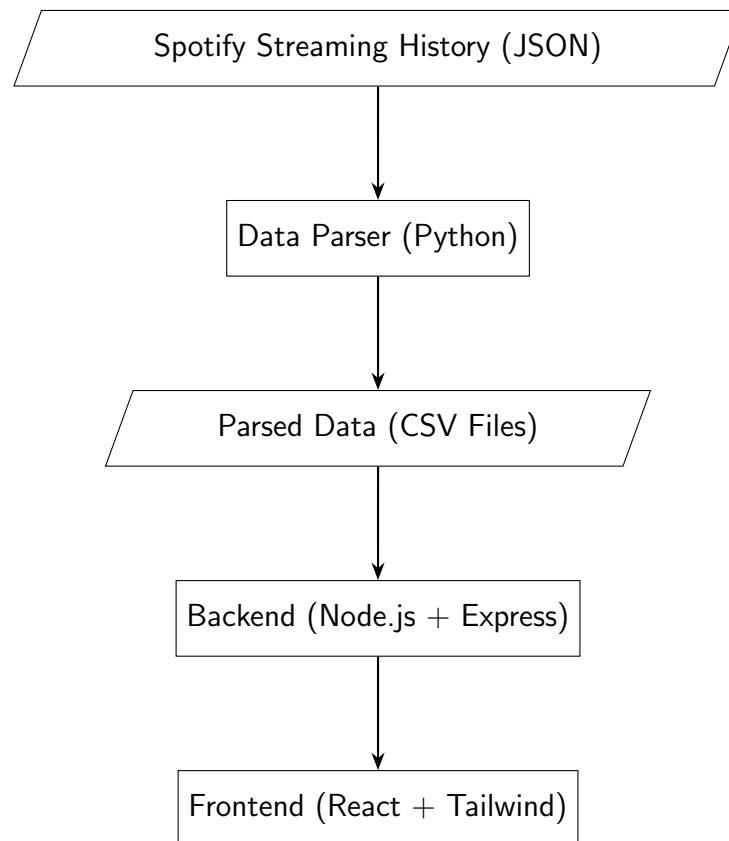 Spotify Streaming History (JSON)
Data Parser (Python)
Parsed Data (CSV Files)
Backend (Node.js + Express)
Frontend (React + Tailwind)